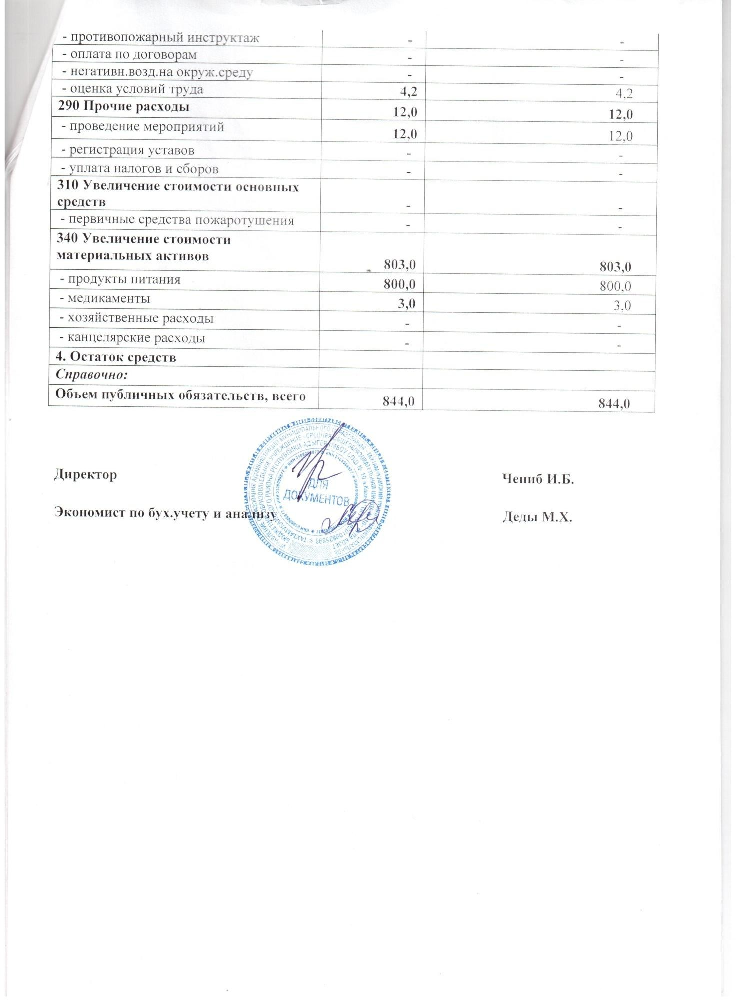 - противопожарный инструктаж - -
- оплата по договорам - -
- негативн.возд.на окруж.среду - -
- оценка условий труда 4,2 4,2
290 Прочие расходы 12,0 12,0
- проведение мероприятий 12,0 12,0
- регистрация уставов - -
- уплата налогов и сборов - -
310 Увеличение стоимости основных
средств - -
- первичные средства пожаротушения - -
340 Увеличение стоимости
материальных активов 803,0 803,0
- продукты питания 800,0 800,0
- медикаменты 3,0 3,0
- хозяйственные расходы - -
- канцелярские расходы - -
4. Остаток средств
Справочно:
Объем публичных обязательств, всего 844,0 844,0
Директор Чениб И.Б.
Экономист по бух.учету и анализу Деды М.Х.
ДЛЯ
ДОКУМЕНТОВ